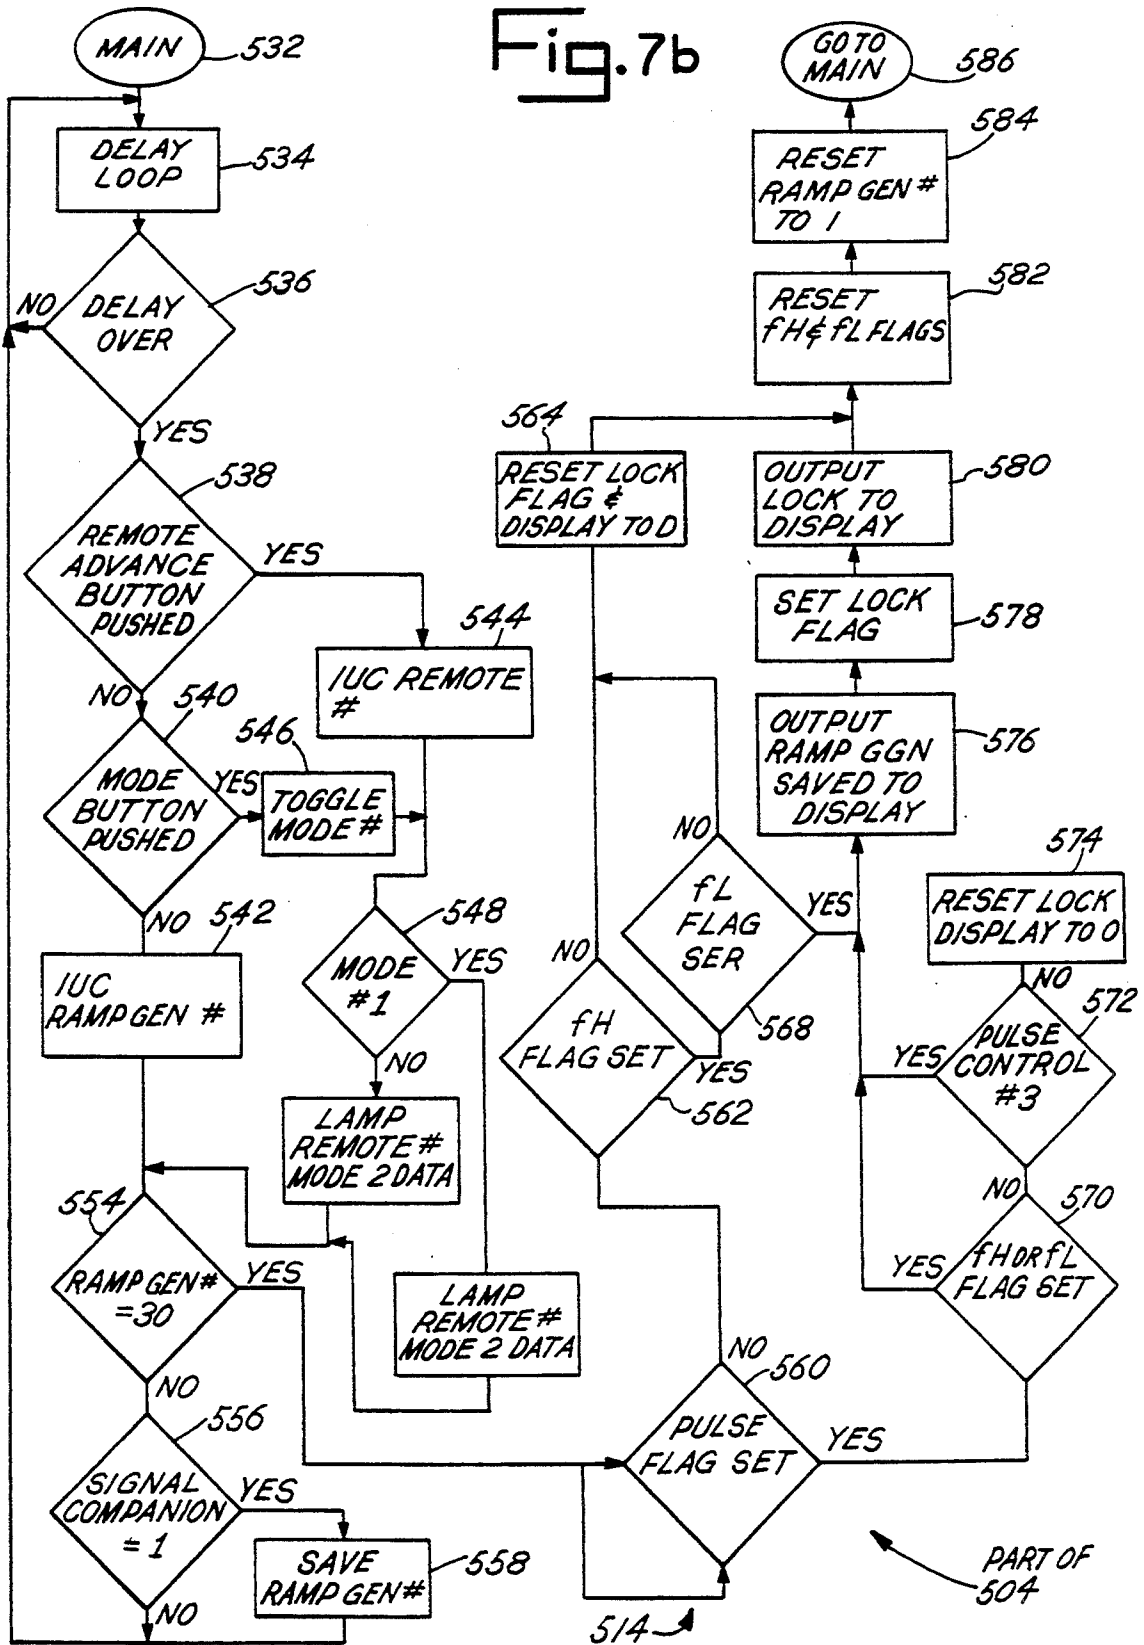 Fig. 7b
MAIN
532
DELAY
LOOP
534
DELAY
OVER
536
NO
YES
REMOTE
ADVANCE
BUTTON
PUSHED
538
YES
NO
IUC REMOTE
#
544
MODE
BUTTON
PUSHED
540
YES
NO
TOGGLE
MODE #
546
IUC
RAMP GEN #
542
MODE
#1
548
YES
NO
LAMP
REMOTE #
MODE 2 DATA
LAMP
REMOTE #
MODE 2 DATA
RAMP GEN #
=30
554
YES
NO
SIGNAL
COMPANION
= 1
556
YES
NO
SAVE
RAMP GEN #
558
PULSE
FLAG SET
560
NO
YES
fH
FLAG SET
562
NO
YES
RESET LOCK
FLAG &
DISPLAY TO D
564
fL
FLAG
SER
568
NO
YES
fH OR fL
FLAG SET
570
YES
NO
PULSE
CONTROL
#3
572
YES
NO
RESET LOCK
DISPLAY TO 0
574
OUTPUT
RAMP GGN
SAVED TO
DISPLAY
576
SET LOCK
FLAG
578
OUTPUT
LOCK TO
DISPLAY
580
RESET
fH & fL FLAGS
582
RESET
RAMP GEN #
TO 1
584
GO TO
MAIN
586
514
PART OF
504